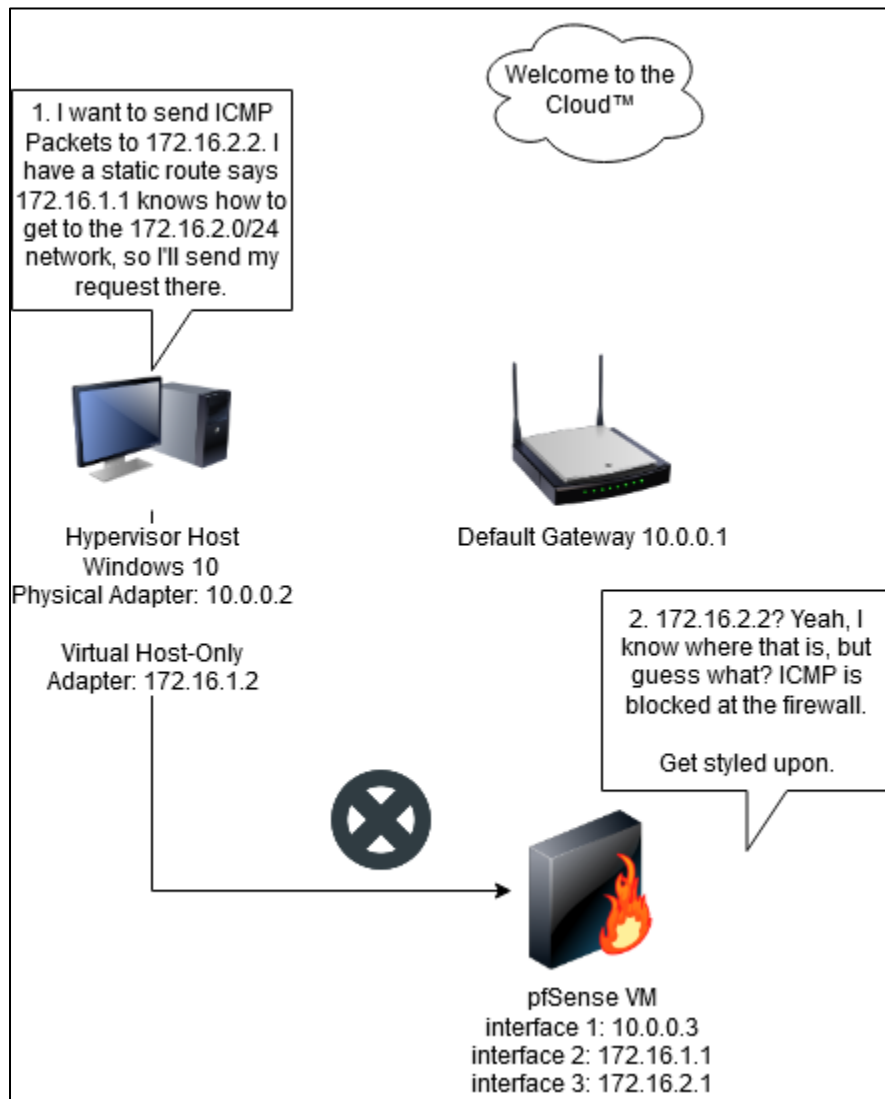 Welcome to the
Cloud™
1. I want to send ICMP
Packets to 172.16.2.2. I
have a static route says
172.16.1.1 knows how to
get to the 172.16.2.0/24
network, so I'll send my
request there.
Hypervisor Host
Windows 10
Physical Adapter: 10.0.0.2
Virtual Host-Only
Adapter: 172.16.1.2
Default Gateway 10.0.0.1
2. 172.16.2.2? Yeah, I
know where that is, but
guess what? ICMP is
blocked at the firewall.
Get styled upon.
pfSense VM
interface 1: 10.0.0.3
interface 2: 172.16.1.1
interface 3: 172.16.2.1